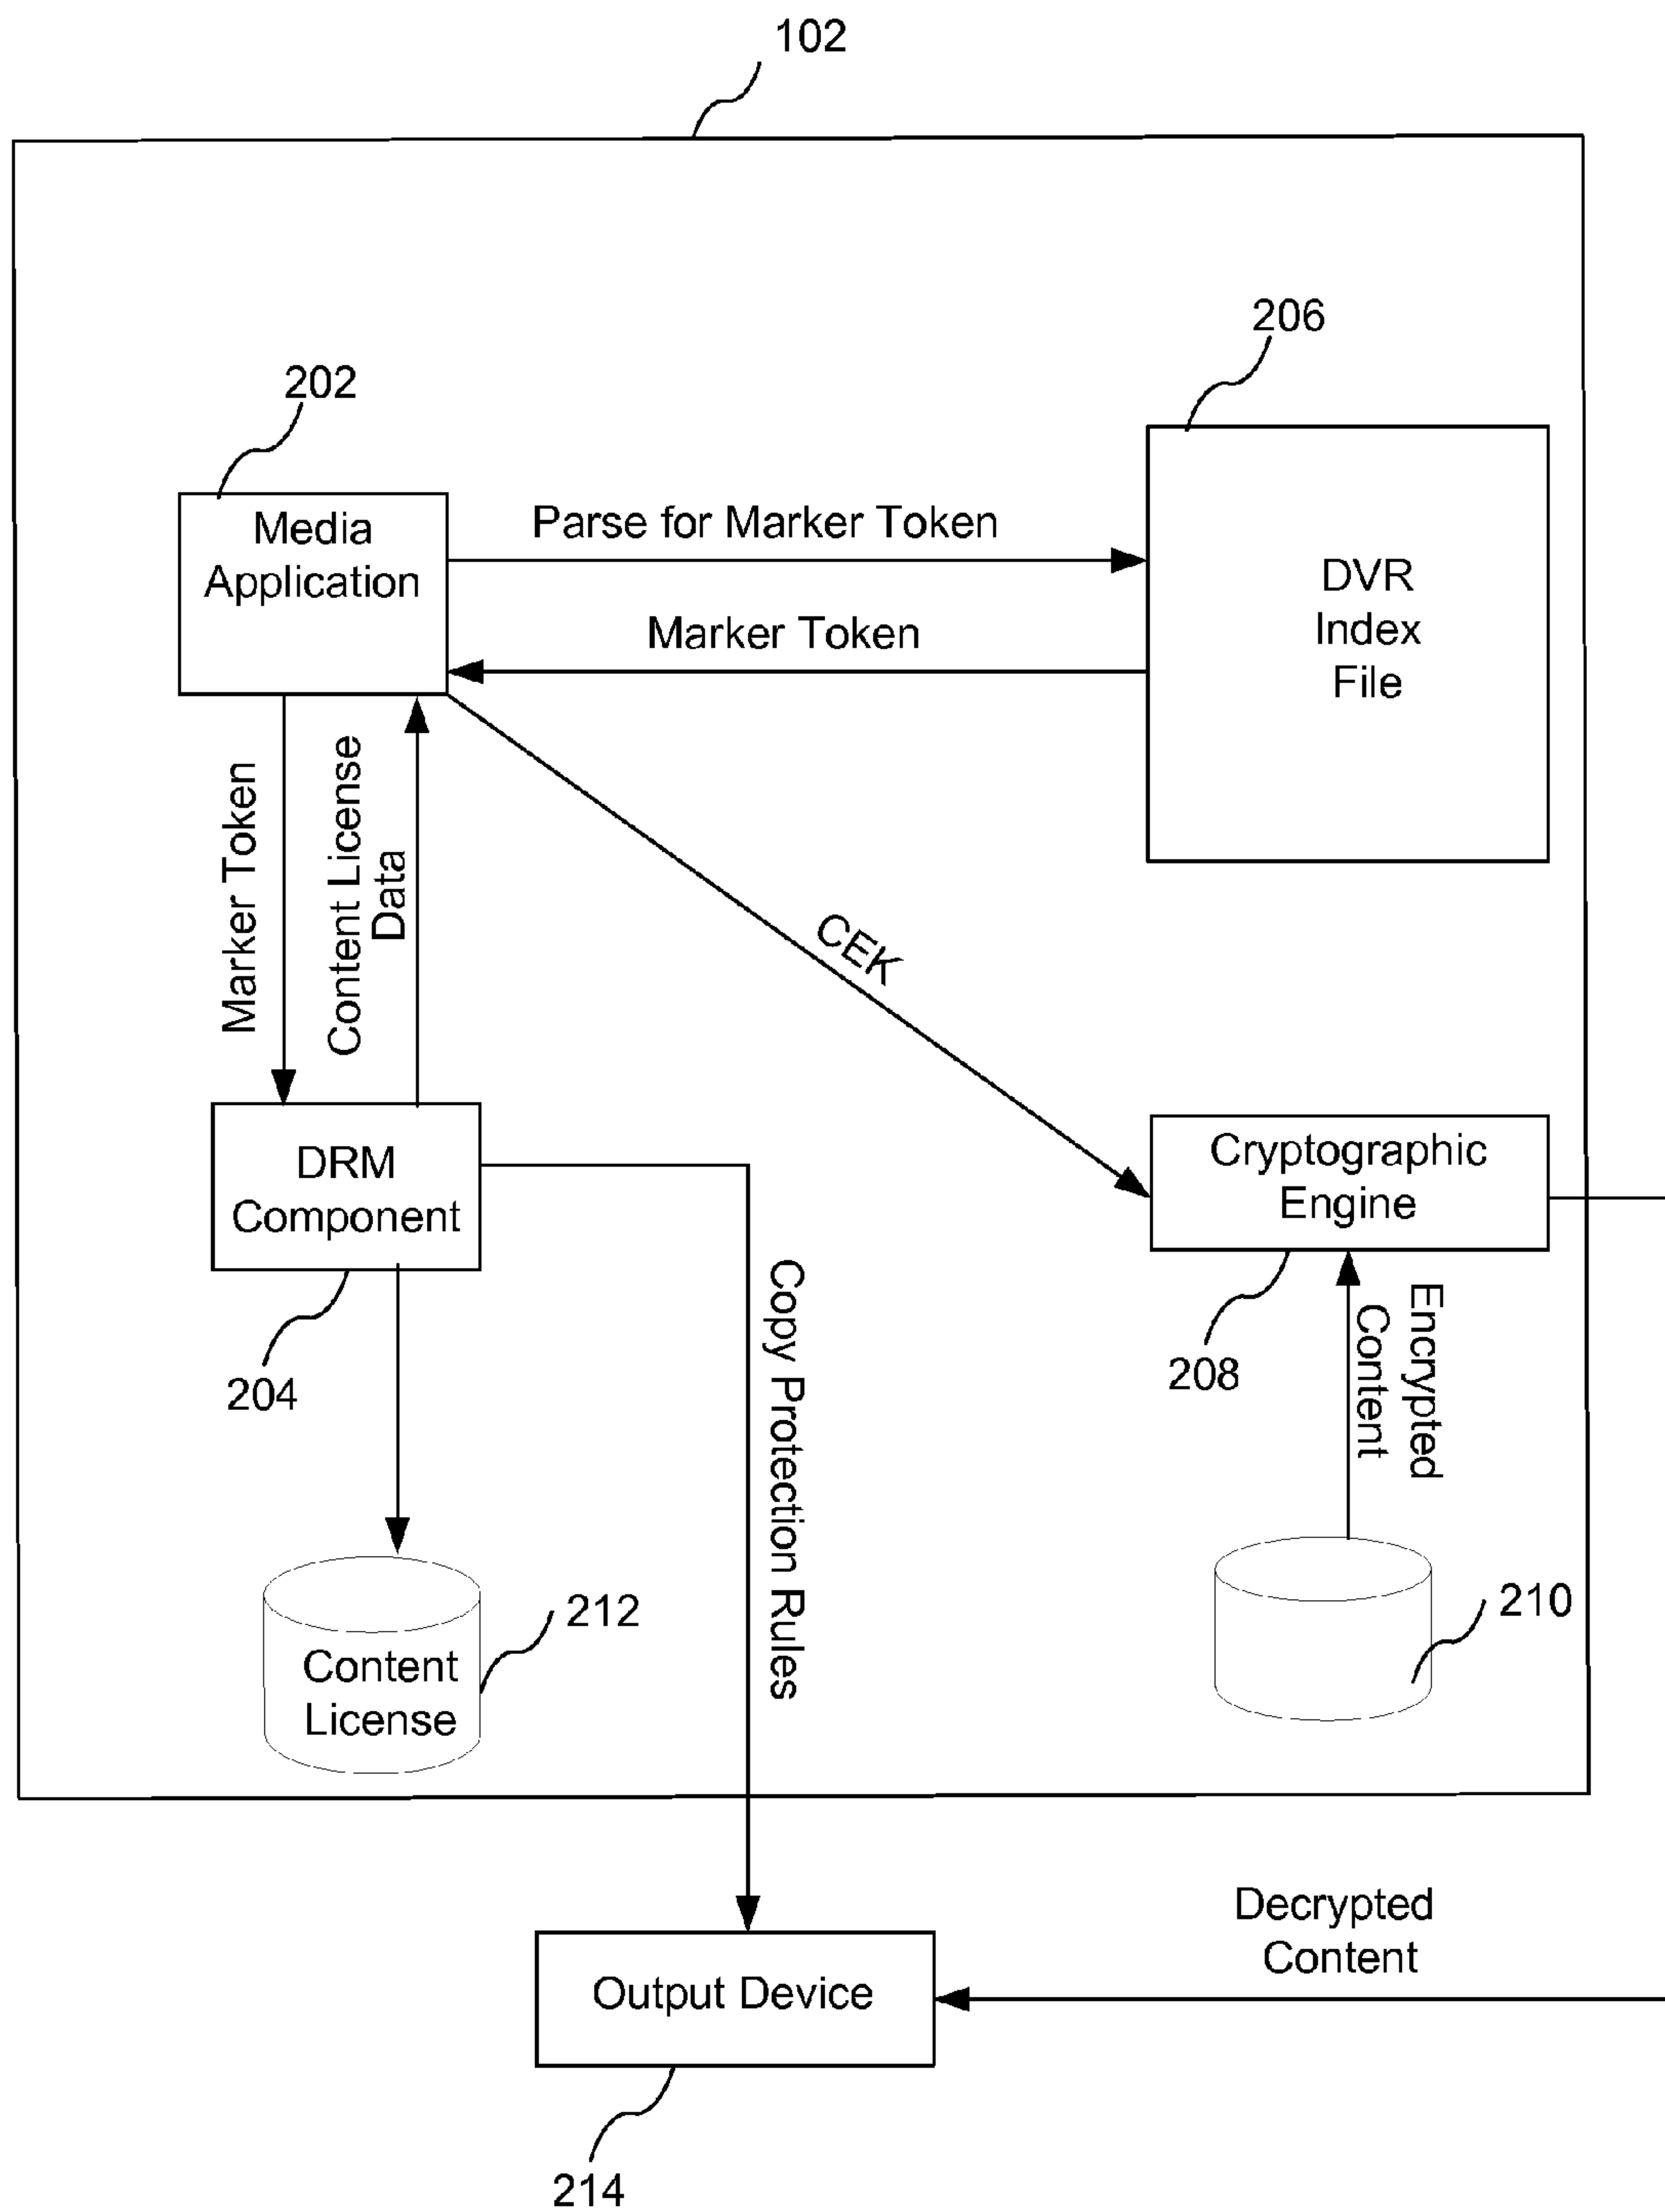 102
206
202
Media
Application
Parse for Marker Token
Marker Token
DVR
Index
File
Marker Token
Content License
Data
CEK
DRM
Component
Cryptographic
Engine
204
208
Copy Protection Rules
Encrypted
Content
212
210
Content
License
Decrypted
Content
Output Device
214